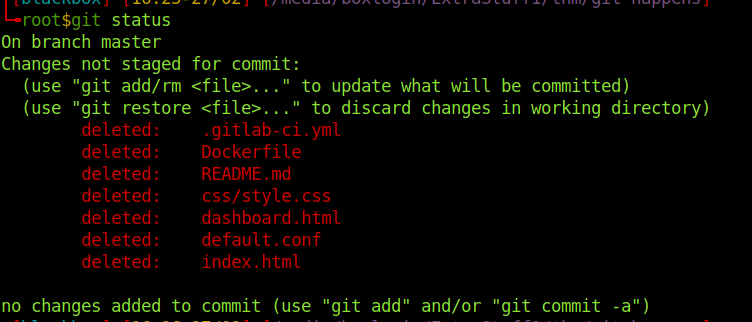 root$git status
On branch master
Changes not staged for commit:
  (use "git add/rm <file>..." to update what will be committed)
  (use "git restore <file>..." to discard changes in working directory)
        deleted:    .gitlab-ci.yml
        deleted:    Dockerfile
        deleted:    README.md
        deleted:    css/style.css
        deleted:    dashboard.html
        deleted:    default.conf
        deleted:    index.html
no changes added to commit (use "git add" and/or "git commit -a")